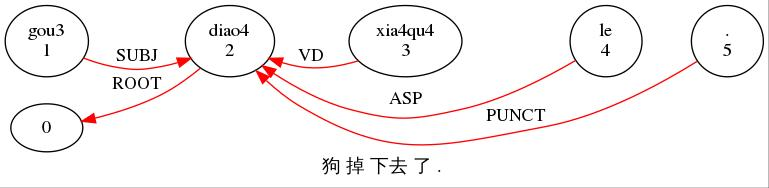 gou3 diao4 xia4qu4 le .
1 2 3 4 5
SUBJ VD
ROOT
ASP
PUNCT
0
狗 掉 下去 了 .